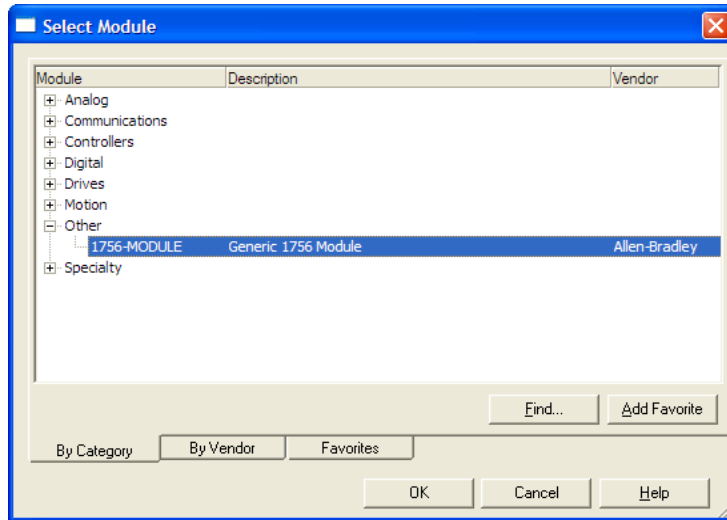 Select Module
Module Description Vendor
Analog
Communications
Controllers
Digital
Drives
Motion
Other
1756-MODULE Generic 1756 Module Allen-Bradley
Specialty
Find... Add Favorite
By Category By Vendor Favorites
OK Cancel Help